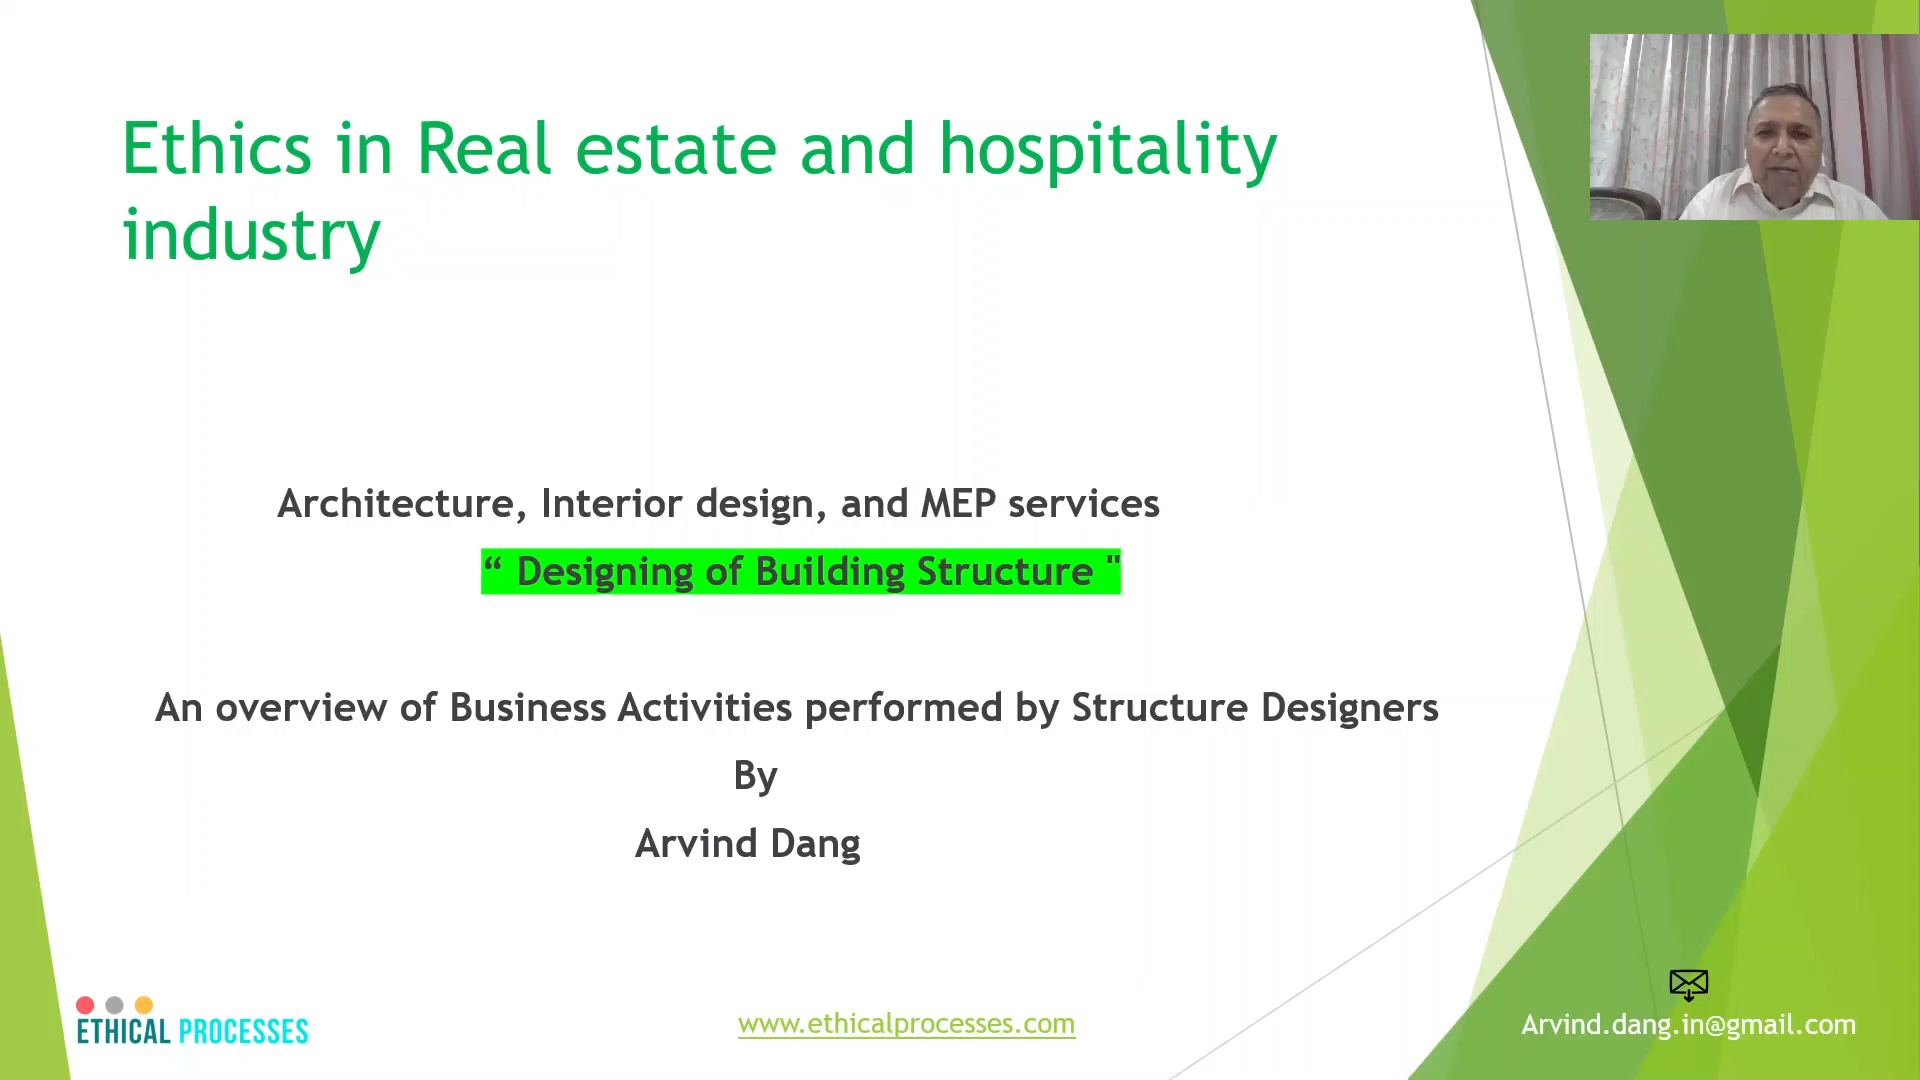 Ethics in Real estate and hospitality
industry
Architecture, Interior design, and MEP services
“ Designing of Building Structure "
An overview of Business Activities performed by Structure Designers
By
Arvind Dang
ETHICAL PROCESSES
www.ethicalprocesses.com
Arvind.dang.in@gmail.com